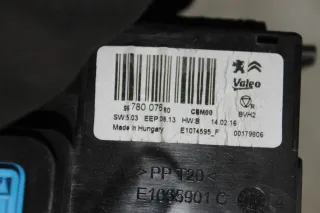 Valeo
98 780 076 80 CBM00 BVH2
SW:5.03 EEP:08.13 HW:B 14.02.16
Made in Hungary E1074595_F 00179806
>PP T20<
E1065901 C